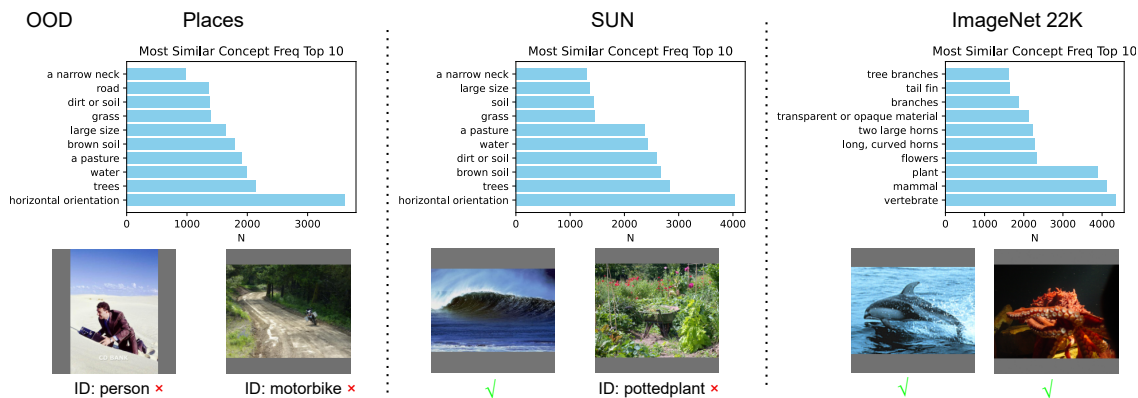 OOD
Places
Most Similar Concept Freq Top 10
a narrow neck
road
dirt or soil
grass
large size
brown soil
a pasture
water
trees
horizontal orientation
0 1000 2000 3000
N
ID: person ×
ID: motorbike ×
SUN
Most Similar Concept Freq Top 10
a narrow neck
large size
soil
grass
a pasture
water
dirt or soil
brown soil
trees
horizontal orientation
0 1000 2000 3000 4000
N
√
ID: pottedplant ×
ImageNet 22K
Most Similar Concept Freq Top 10
tree branches
tail fin
branches
transparent or opaque material
two large horns
long, curved horns
flowers
plant
mammal
vertebrate
0 1000 2000 3000 4000
N
√
√